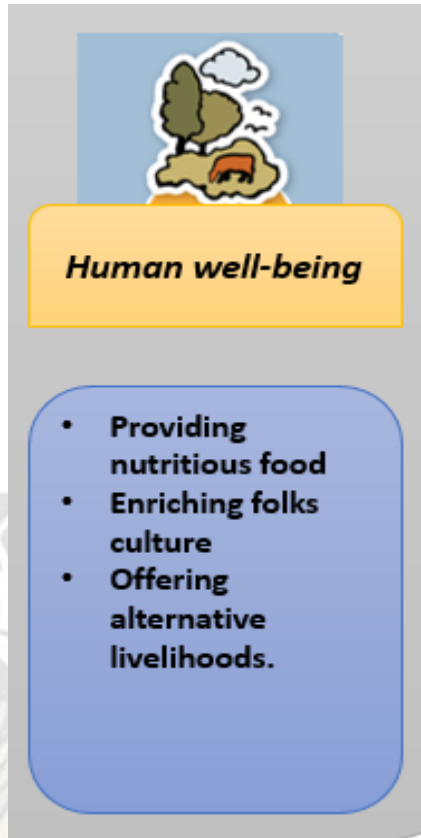 Human well-being
• Providing
nutritious food
• Enriching folks
culture
• Offering
alternative
livelihoods.